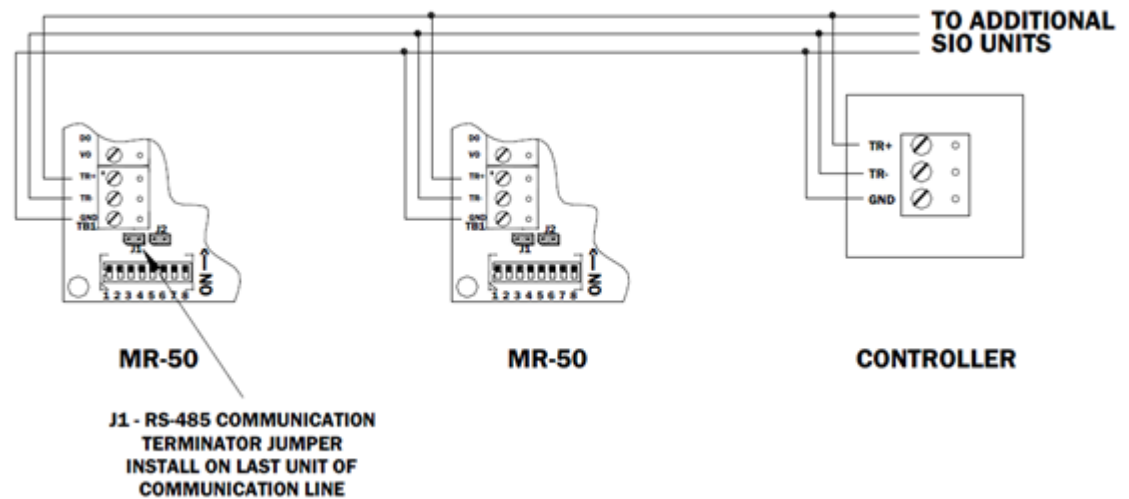 TO ADDITIONAL
SIO UNITS
DO
VO
TR+
TR-
GND
TB1
J1
J2
ON
1 2 3 4 5 6 7 8
MR-50
DO
VO
TR+
TR-
GND
TB1
J1
J2
ON
1 2 3 4 5 6 7 8
MR-50
TR+
TR-
GND
CONTROLLER
J1 - RS-485 COMMUNICATION
TERMINATOR JUMPER
INSTALL ON LAST UNIT OF
COMMUNICATION LINE